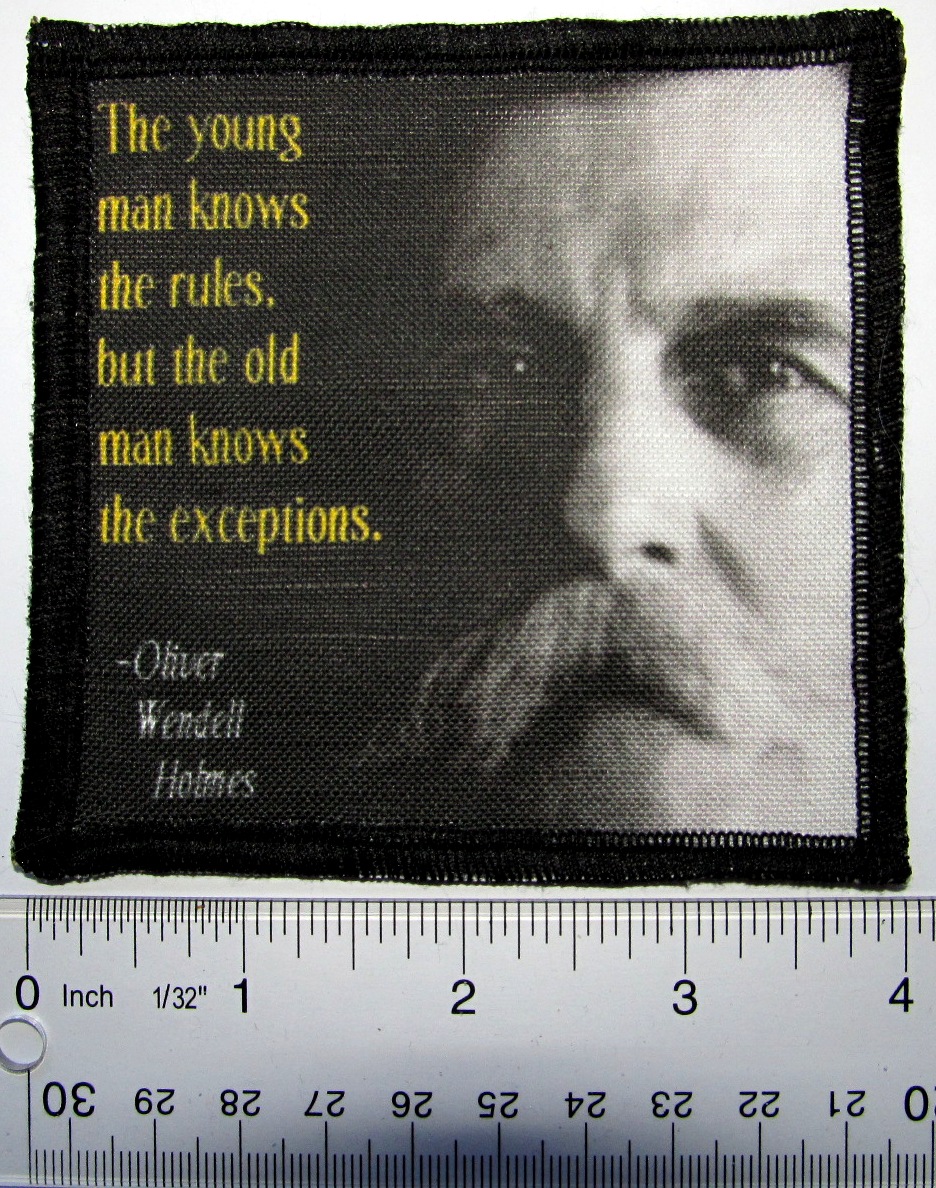 The young
man knows
the rules.
but the old
man knows
the exceptions.
-Oliver
Wendell
Holmes
0 Inch 1/32" 1 2 3 4
30 29 28 27 26 25 24 23 22 21 20